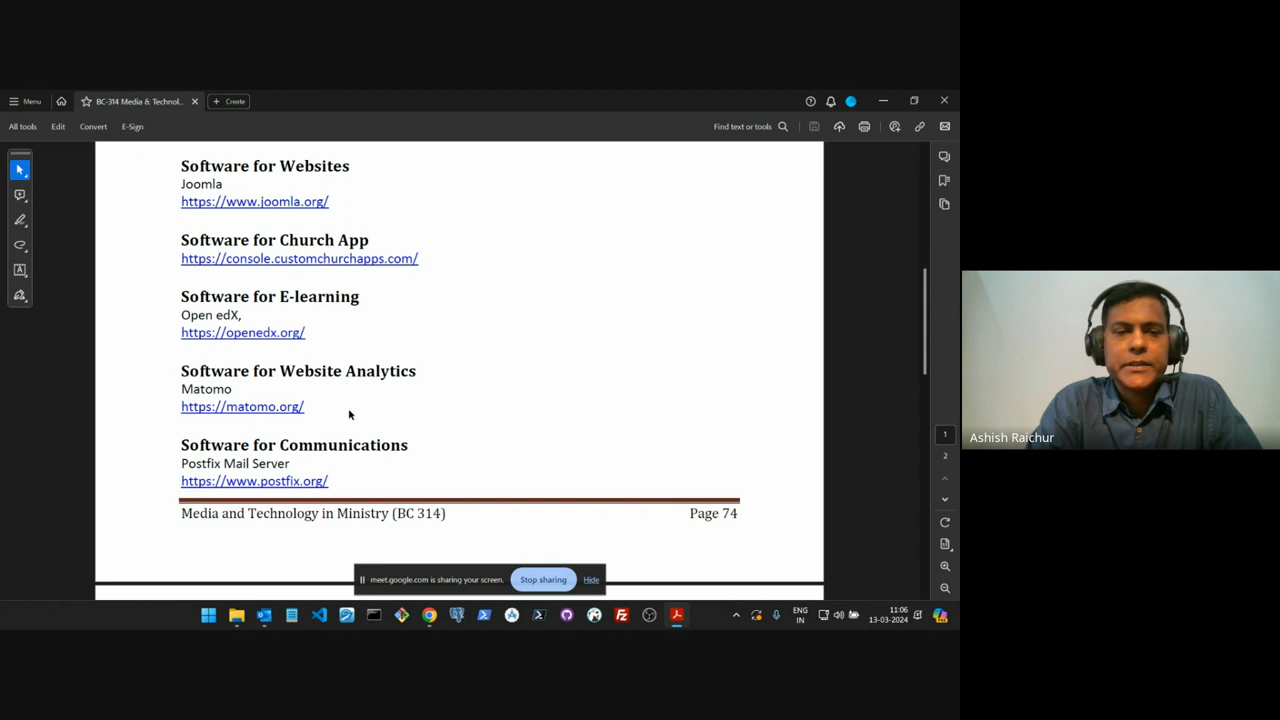 Menu
BC-314 Media & Technol...
Create
All tools
Edit
Convert
E-Sign
Find text or tools
Software for Websites
Joomla
https://www.joomla.org/
Software for Church App
https://console.customchurchapps.com/
Software for E-learning
Open edX,
https://openedx.org/
Software for Website Analytics
Matomo
https://matomo.org/
Software for Communications
Postfix Mail Server
https://www.postfix.org/
Media and Technology in Ministry (BC 314)
Page 74
1
2
Ashish Raichur
meet.google.com is sharing your screen.
Stop sharing
Hide
ENG
IN
11:06
13-03-2024